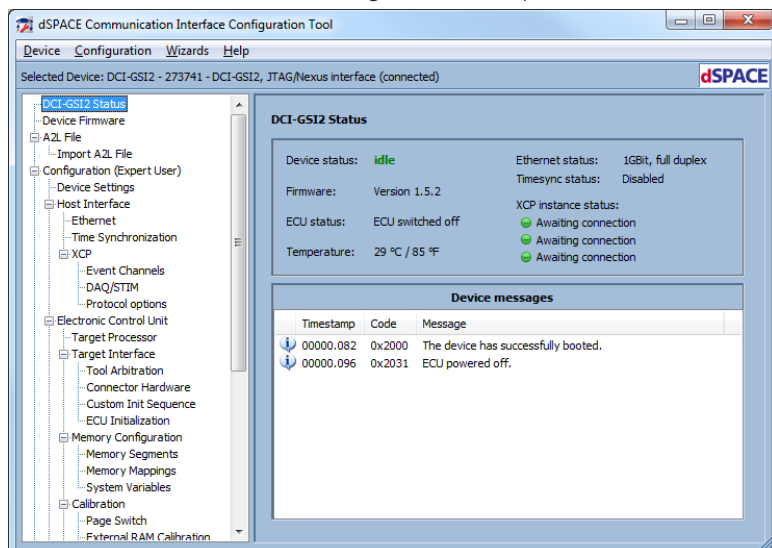 dSPACE Communication Interface Configuration Tool
Device Configuration Wizards Help
Selected Device: DCI-GSI2 - 273741 - DCI-GSI2, JTAG/Nexus interface (connected)
dSPACE
DCI-GSI2 Status
Device Firmware
A2L File
Import A2L File
Configuration (Expert User)
Device Settings
Host Interface
Ethernet
Time Synchronization
XCP
Event Channels
DAQ/STIM
Protocol options
Electronic Control Unit
Target Processor
Target Interface
Tool Arbitration
Connector Hardware
Custom Init Sequence
ECU Initialization
Memory Configuration
Memory Segments
Memory Mappings
System Variables
Calibration
Page Switch
External RAM Calibration
DCI-GSI2 Status
Device status: idle
Firmware: Version 1.5.2
ECU status: ECU switched off
Temperature: 29 °C / 85 °F
Ethernet status: 1GBit, full duplex
Timesync status: Disabled
XCP instance status:
Awaiting connection
Awaiting connection
Awaiting connection
Device messages
Timestamp Code Message
00000.082 0x2000 The device has successfully booted.
00000.096 0x2031 ECU powered off.